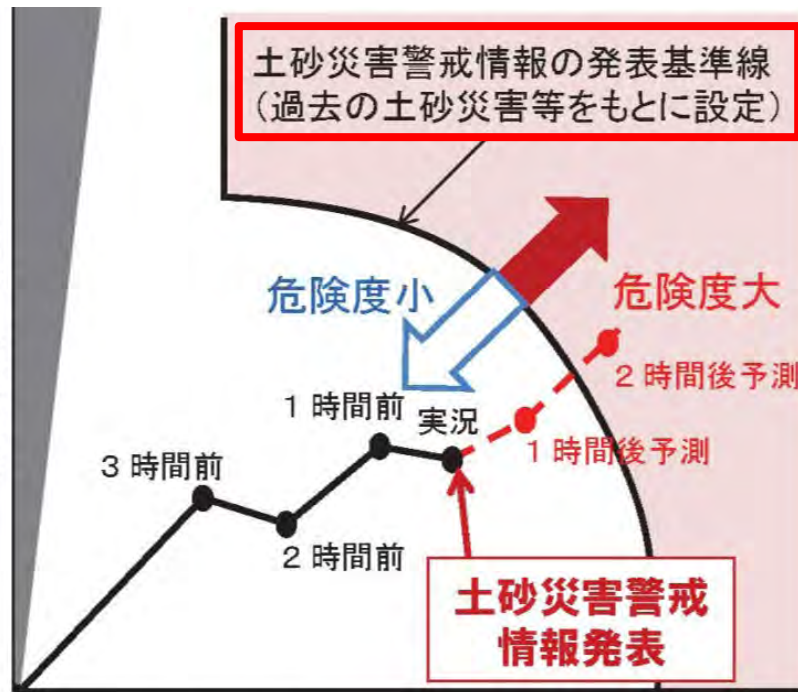 土砂災害警戒情報の発表基準線
（過去の土砂災害等をもとに設定）
危険度小
危険度大
2時間後予測
1時間前
実況
1時間後予測
3時間前
2時間前
土砂災害警戒
情報発表